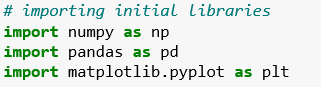 # importing initial libraries
import numpy as np
import pandas as pd
import matplotlib.pyplot as plt